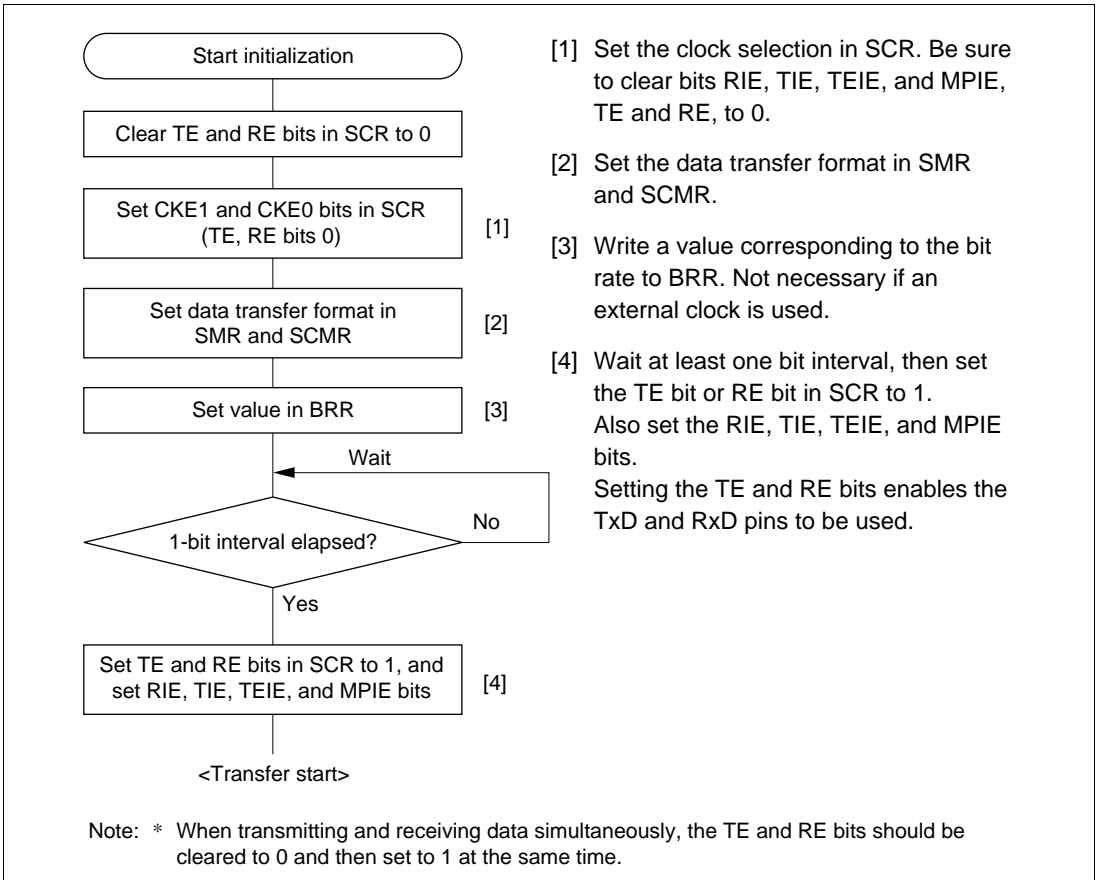 Start initialization
Clear TE and RE bits in SCR to 0
Set CKE1 and CKE0 bits in SCR
(TE, RE bits 0)
[1]
Set data transfer format in
SMR and SCMR
[2]
Set value in BRR
[3]
Wait
1-bit interval elapsed?
No
Yes
Set TE and RE bits in SCR to 1, and
set RIE, TIE, TEIE, and MPIE bits
[4]
<Transfer start>
[1] Set the clock selection in SCR. Be sure
to clear bits RIE, TIE, TEIE, and MPIE,
TE and RE, to 0.
[2] Set the data transfer format in SMR
and SCMR.
[3] Write a value corresponding to the bit
rate to BRR. Not necessary if an
external clock is used.
[4] Wait at least one bit interval, then set
the TE bit or RE bit in SCR to 1.
Also set the RIE, TIE, TEIE, and MPIE
bits.
Setting the TE and RE bits enables the
TxD and RxD pins to be used.
Note: * When transmitting and receiving data simultaneously, the TE and RE bits should be
cleared to 0 and then set to 1 at the same time.